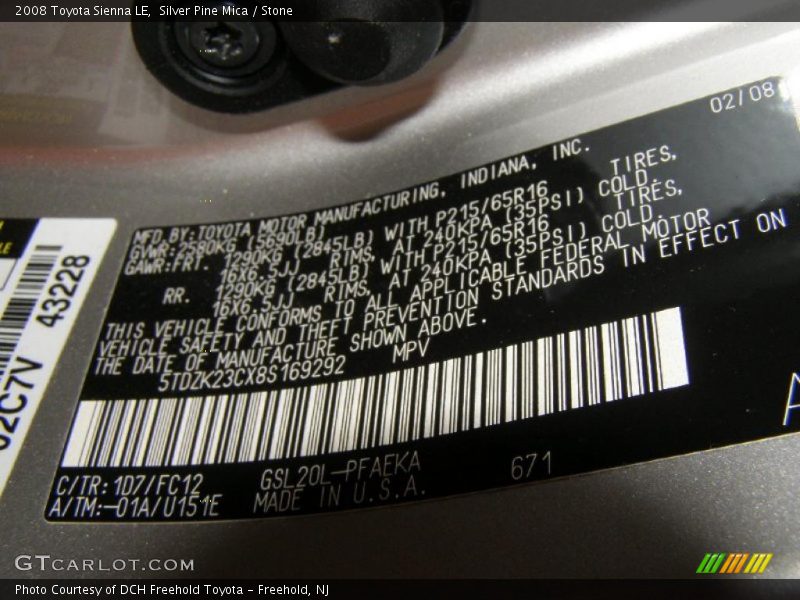 2008 Toyota Sienna LE, Silver Pine Mica / Stone
02/08
MFD BY:TOYOTA MOTOR MANUFACTURING, INDIANA, INC.
GVWR:2580KG (5690LB)
GAWR:FRT. 1290KG (2845LB) WITH P215/65R16 TIRES,
16X6.5JJ RIMS, AT 240KPA (35PSI) COLD.
RR. 1290KG (2845LB) WITH P215/65R16 TIRES,
16X6.5JJ RIMS, AT 240KPA (35PSI) COLD.
THIS VEHICLE CONFORMS TO ALL APPLICABLE FEDERAL MOTOR
VEHICLE SAFETY AND THEFT PREVENTION STANDARDS IN EFFECT ON
THE DATE OF MANUFACTURE SHOWN ABOVE.
5TDZK23CX8S169292 MPV
C/TR:1D7/FC12 GSL20L-PFAEKA 671
A/TM:-01A/U151E MADE IN U.S.A.
A
43228
02C7V
GTCARLOT.COM
Photo Courtesy of DCH Freehold Toyota - Freehold, NJ